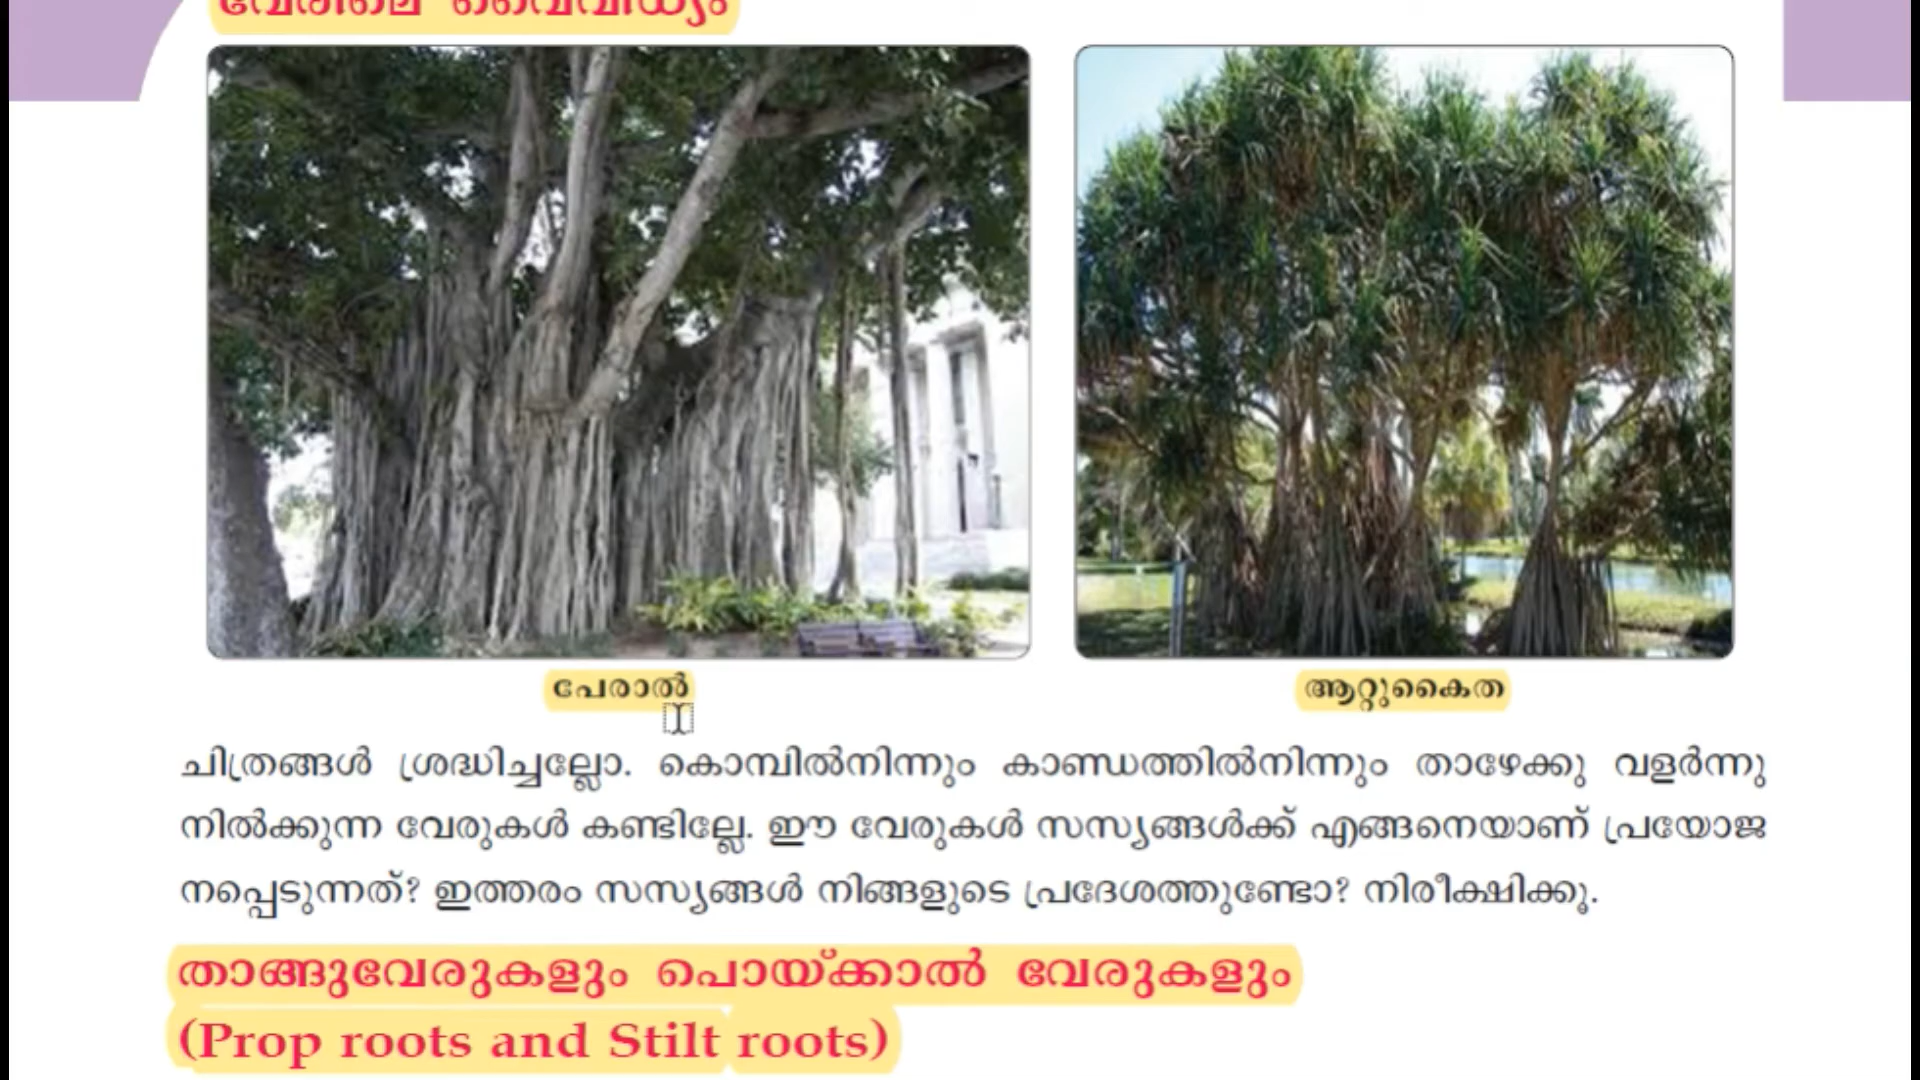 വേരിലെ വൈവിധ്യം
പേരാൽ
ആറ്റുകൈത
ചിത്രങ്ങൾ ശ്രദ്ധിച്ചല്ലോ. കൊമ്പിൽനിന്നും കാണ്ഡത്തിൽനിന്നും താഴേക്കു വളർന്നു
നിൽക്കുന്ന വേരുകൾ കണ്ടില്ലേ. ഈ വേരുകൾ സസ്യങ്ങൾക്ക് എങ്ങനെയാണ് പ്രയോജ
നപ്പെടുന്നത്? ഇത്തരം സസ്യങ്ങൾ നിങ്ങളുടെ പ്രദേശത്തുണ്ടോ? നിരീക്ഷിക്കൂ.
താങ്ങുവേരുകളും പൊയ്ക്കാൽ വേരുകളും
(Prop roots and Stilt roots)